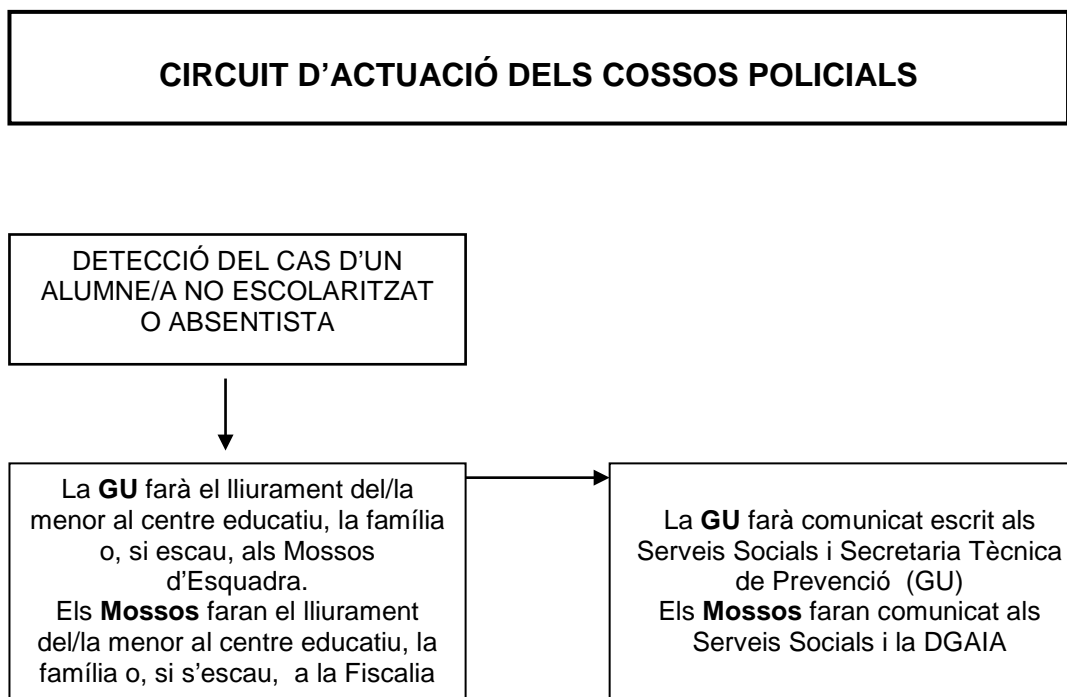 CIRCUIT D’ACTUACIÓ DELS COSSOS POLICIALS
DETECCIÓ DEL CAS D’UN
ALUMNE/A NO ESCOLARITZAT
O ABSENTISTA
La GU farà el lliurament del/la
menor al centre educatiu, la família
o, si escau, als Mossos
d’Esquadra.
Els Mossos faran el lliurament
del/la menor al centre educatiu, la
família o, si s’escau, a la Fiscalia
La GU farà comunicat escrit als
Serveis Socials i Secretaria Tècnica
de Prevenció (GU)
Els Mossos faran comunicat als
Serveis Socials i la DGAIA